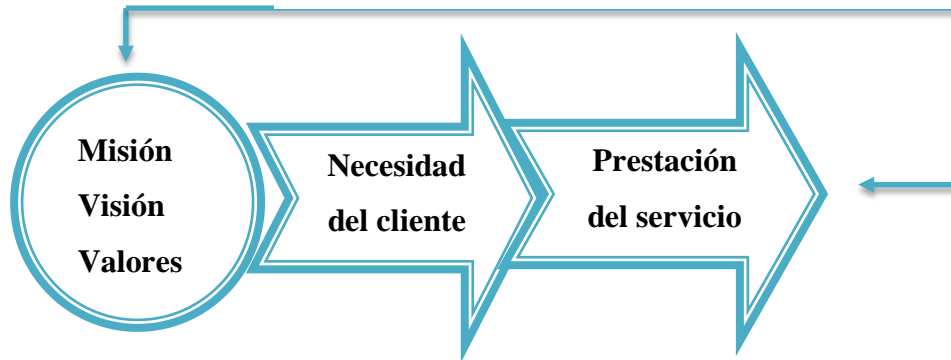 Misión
Visión
Valores
Necesidad
del cliente
Prestación
del servicio